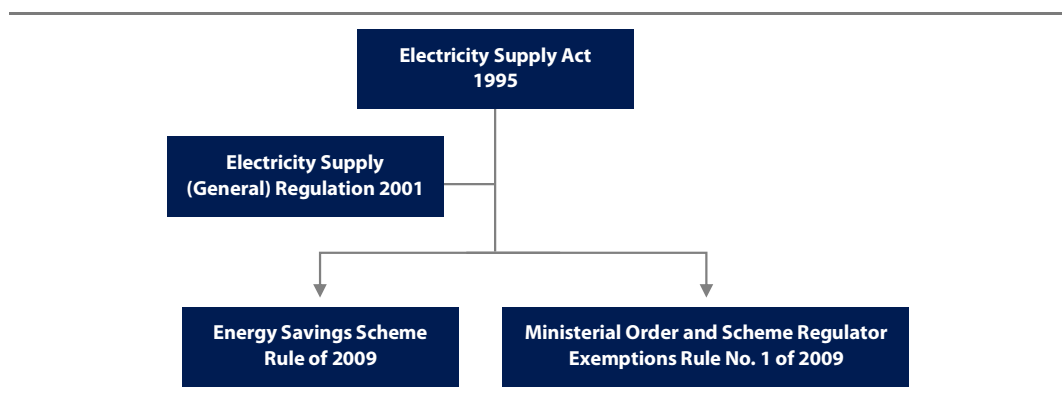 Electricity Supply Act
1995
Electricity Supply
(General) Regulation 2001
Energy Savings Scheme
Rule of 2009
Ministerial Order and Scheme Regulator
Exemptions Rule No. 1 of 2009